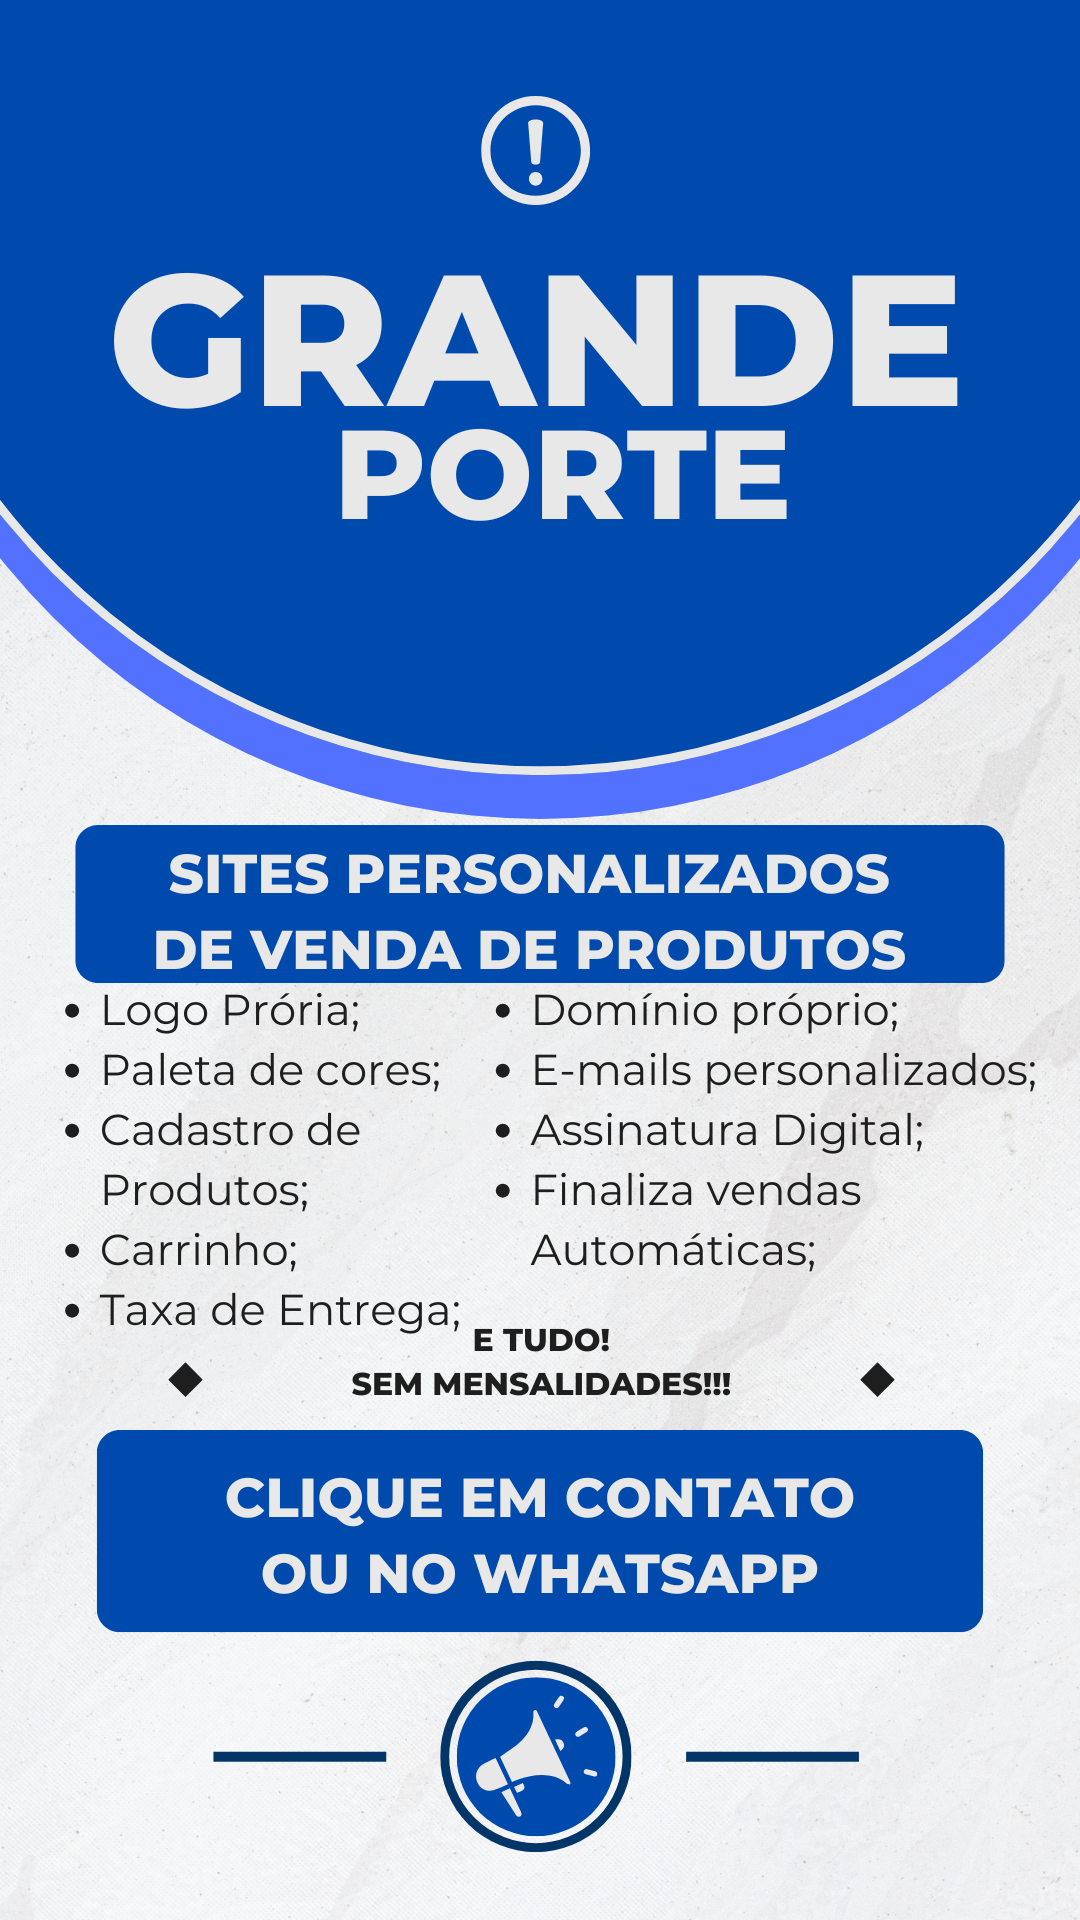 !
GRANDE
PORTE
SITES PERSONALIZADOS
DE VENDA DE PRODUTOS
• Logo Próría;
• Paleta de cores;
• Cadastro de
Produtos;
• Carrinho;
• Taxa de Entrega;
• Domínio próprio;
• E-mails personalizados;
• Assinatura Digital;
• Finaliza vendas
Automáticas;
E TUDO!
SEM MENSALIDADES!!!
CLIQUE EM CONTATO
OU NO WHATSAPP